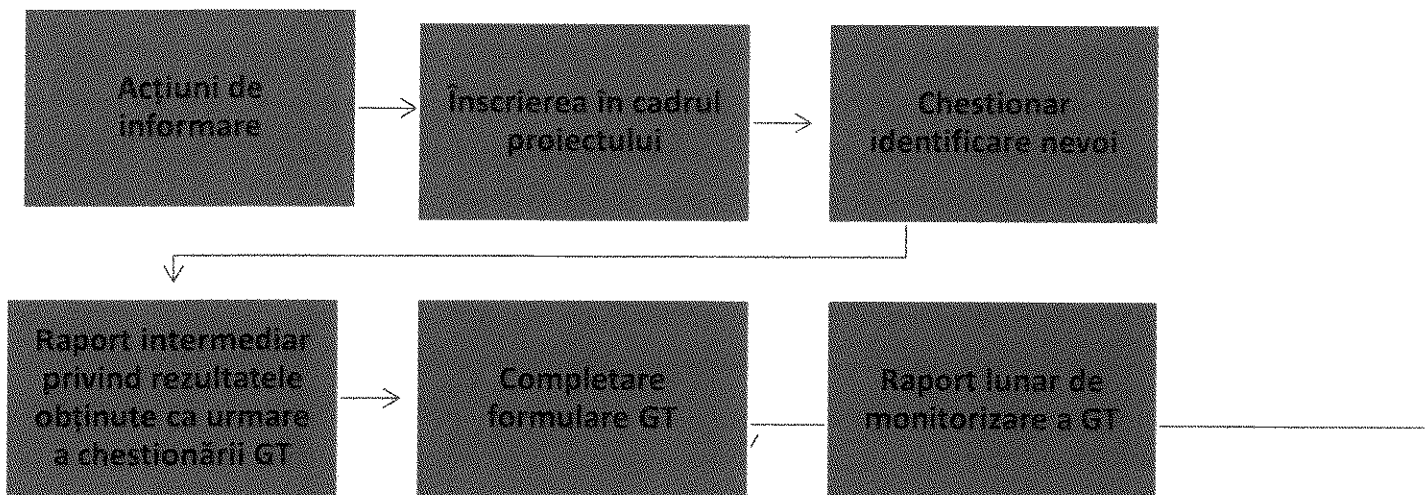 Acțiuni de
informare
Înscrierea în cadrul
proiectului
Chestionar
identificare nevoi
Raport intermediar
privind rezultatele
obținute ca urmare
a chestionării GT
Completare
formulare GT
Raport lunar de
monitorizare a GT